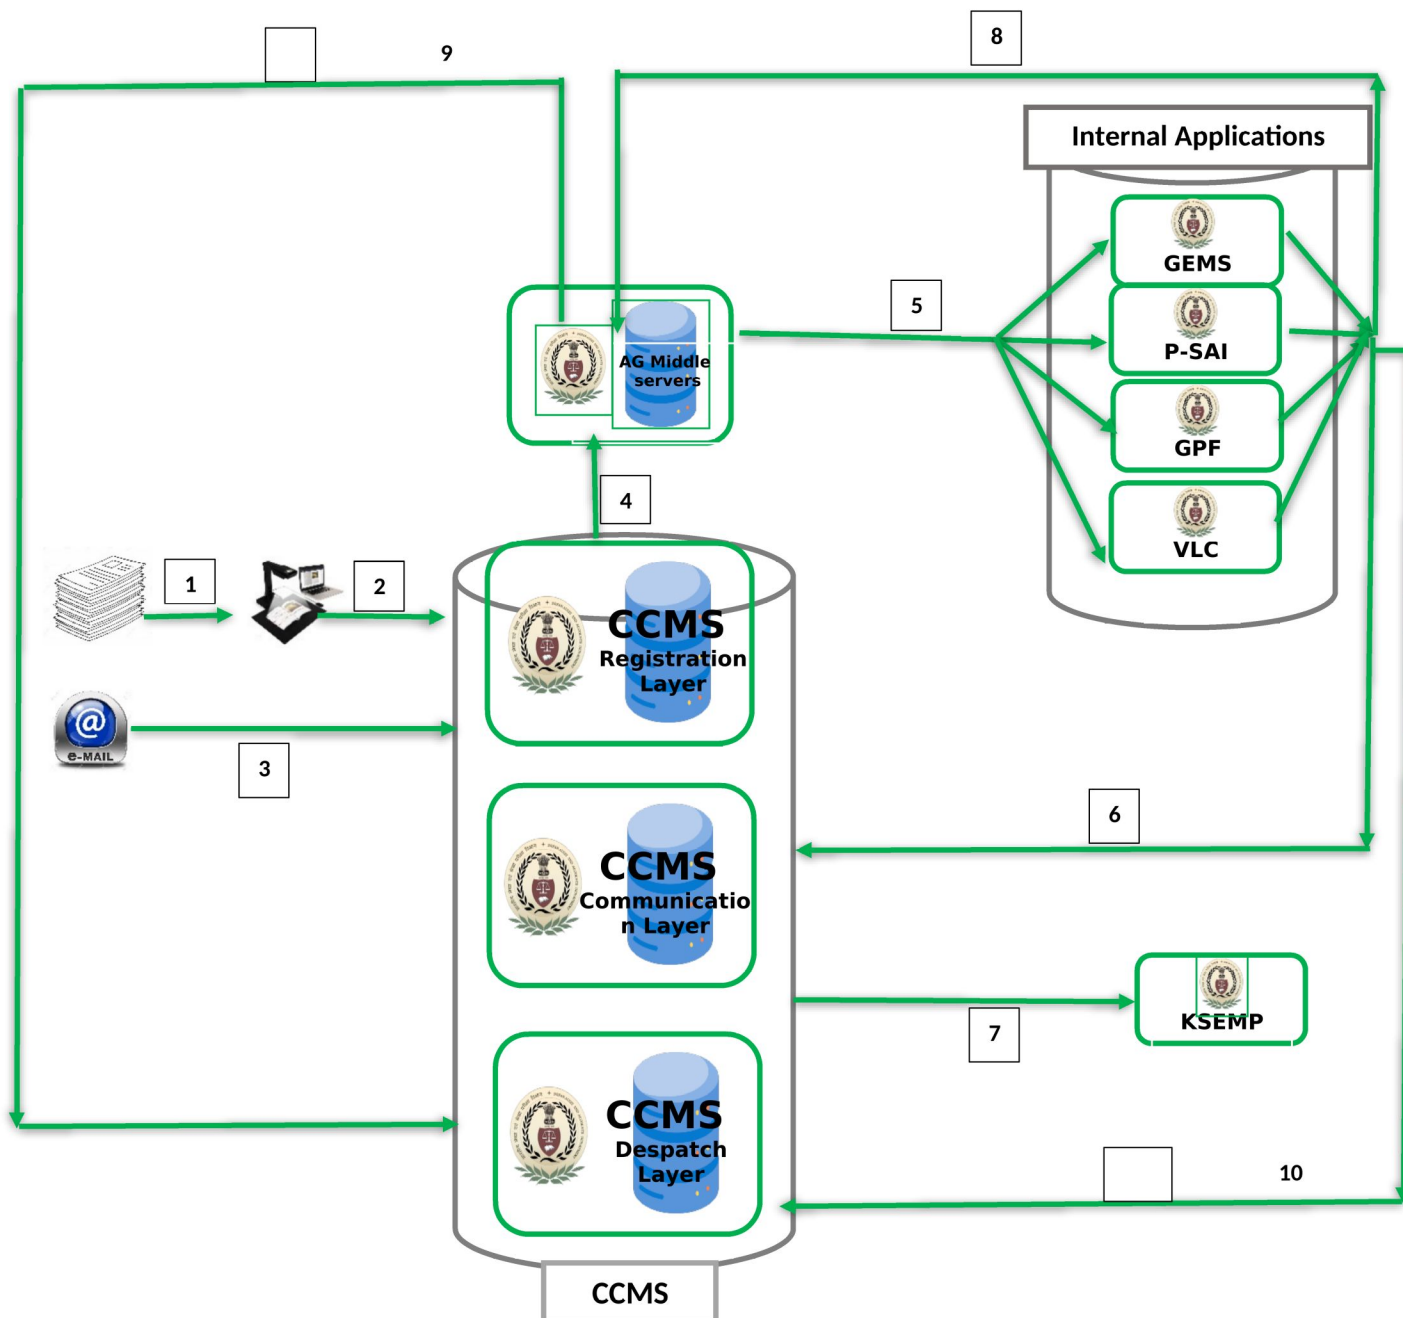 9
8
Internal Applications
GEMS
5
P-SAI
AG Middle
servers
GPF
4
VLC
1
2
CCMS
Registration
Layer
@
e-MAIL
3
6
CCMS
Communicatio
n Layer
KSEMP
7
CCMS
Despatch
Layer
10
CCMS